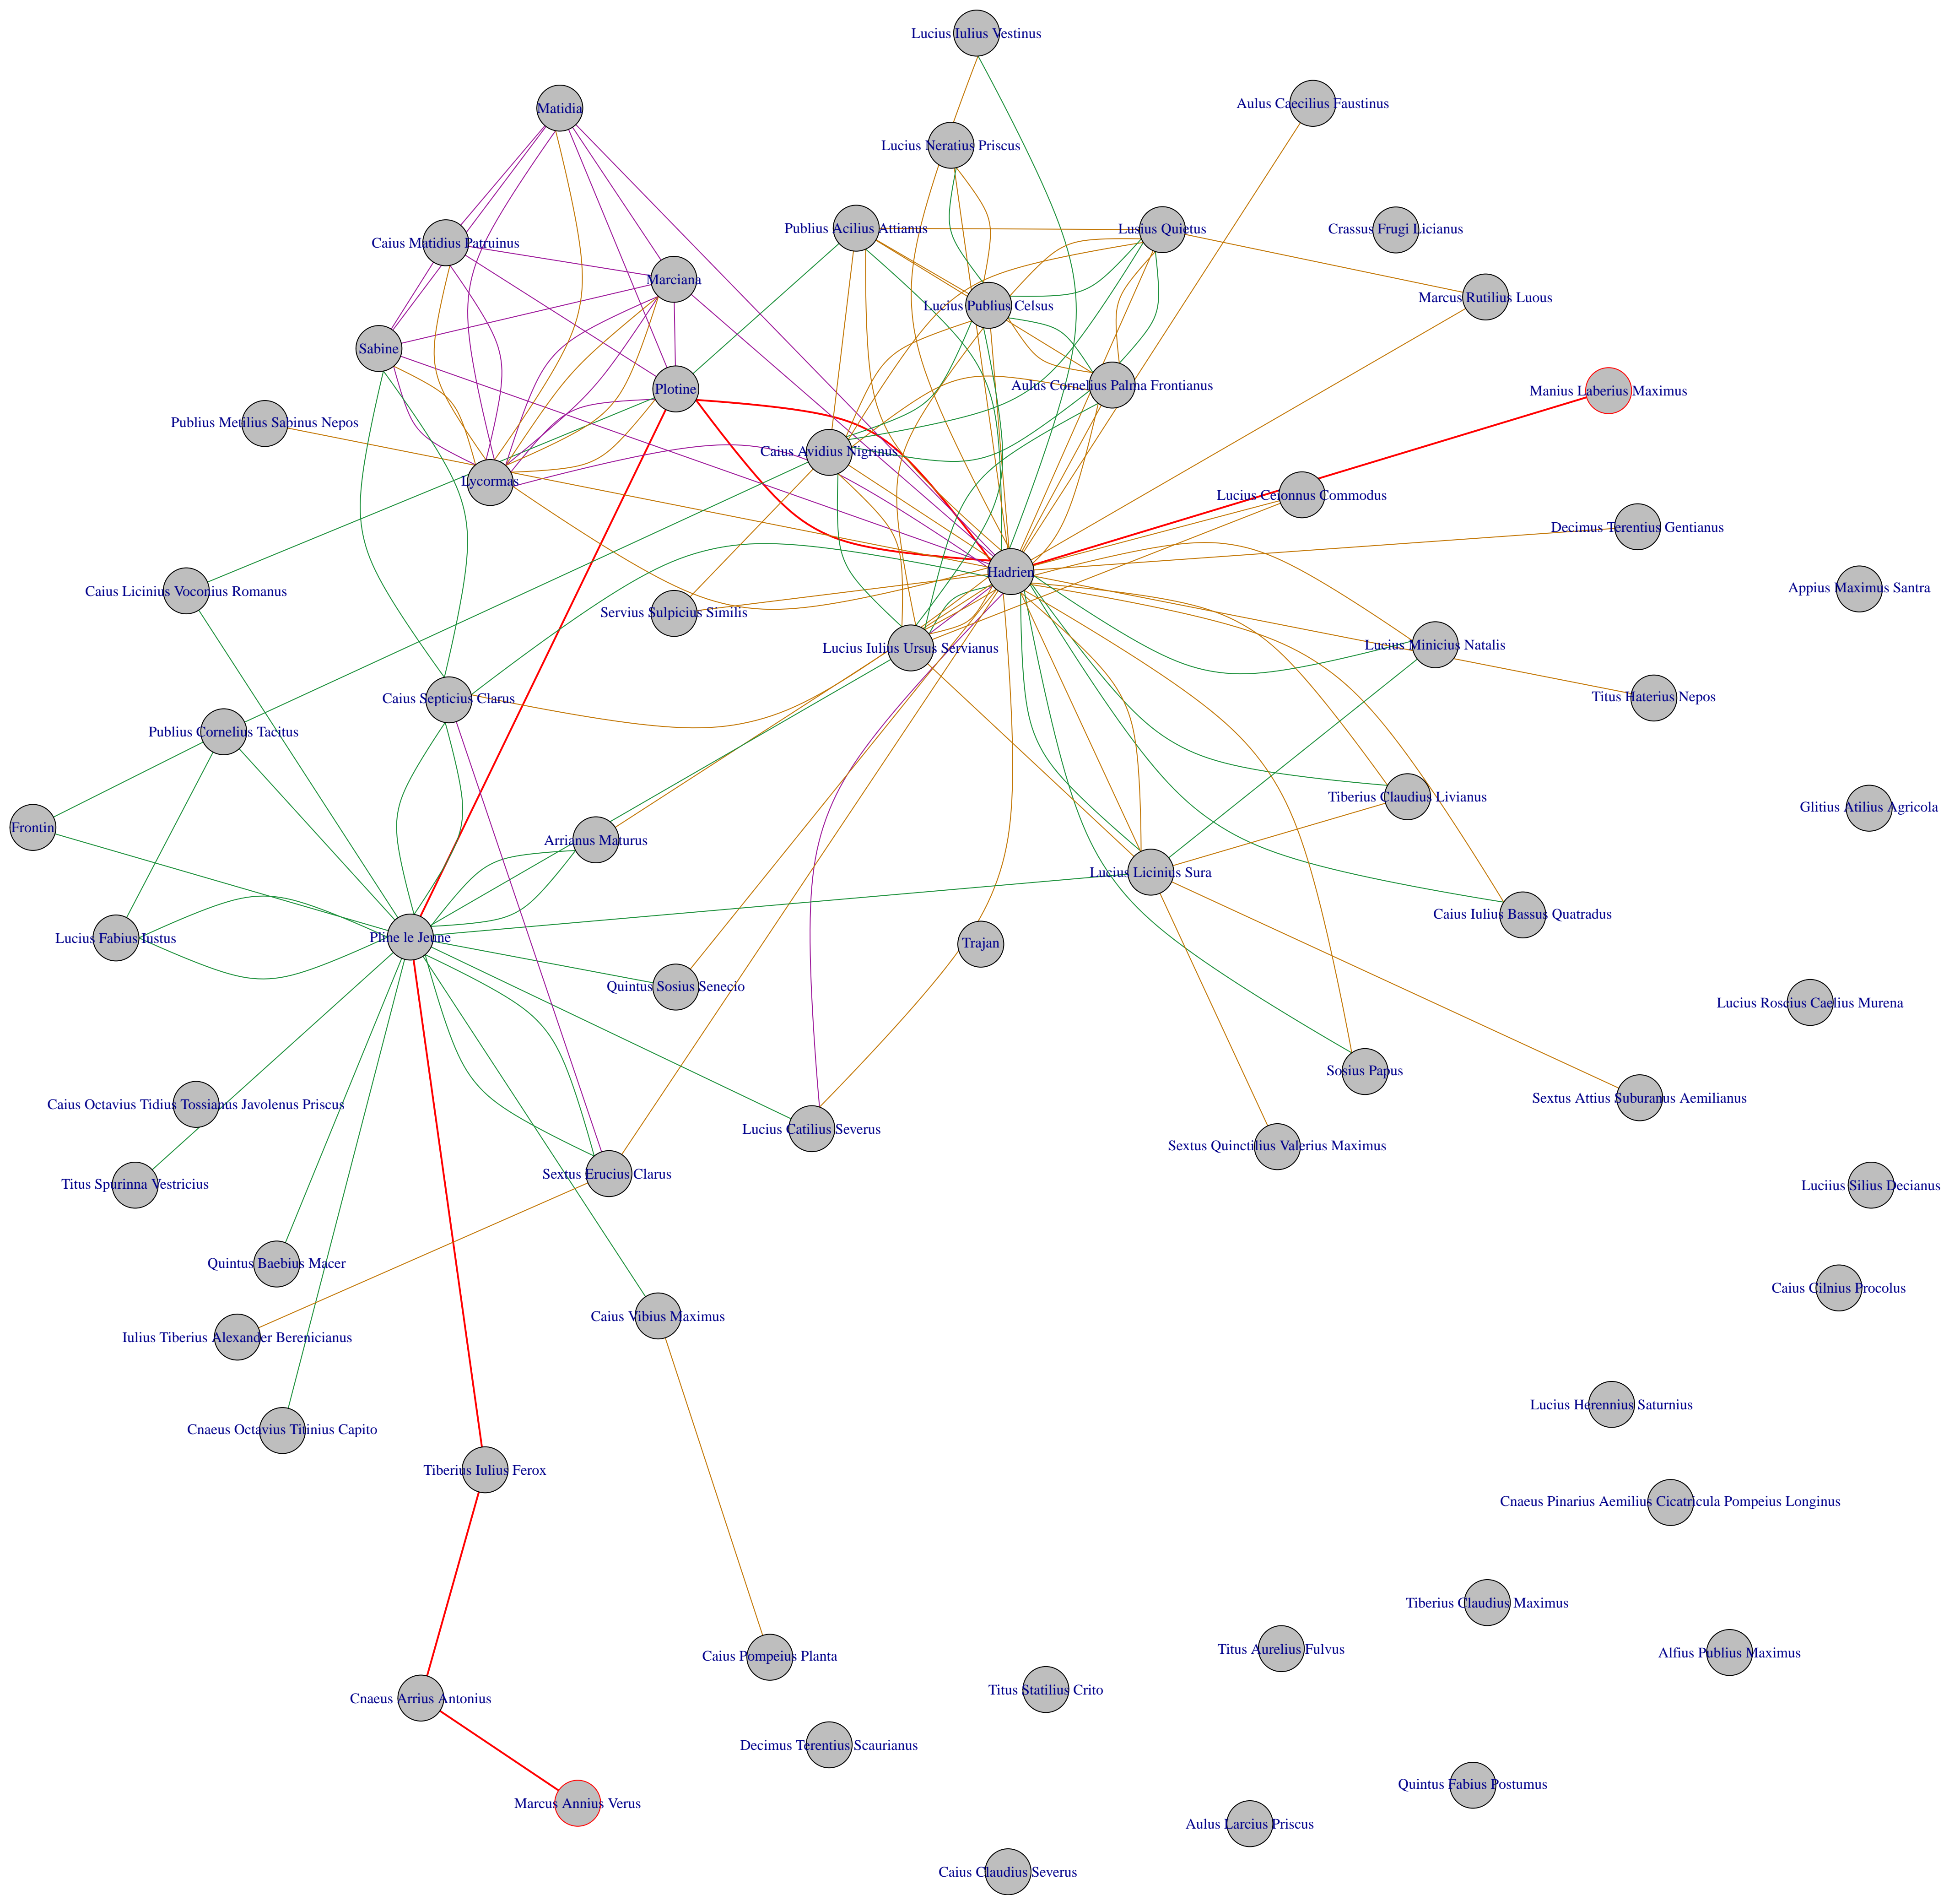 Lucius Iulius Vestinus
Matidia
Aulus Caecilius Faustinus
Lucius Neratius Priscus
Publius Acilius Attianus
Lusius Quietus
Crassus Frugi Licianus
Caius Matidius Patruinus
Marciana
Marcus Rutilius Luous
Lucius Publius Celsus
Sabine
Plotine
Aulus Cornelius Palma Frontianus
Manius Laberius Maximus
Publius Metilius Sabinus Nepos
Caius Avidius Nigrinus
Lycormas
Lucius Ceionnus Commodus
Decimus Terentius Gentianus
Hadrien
Caius Licinius Voconius Romanus
Appius Maximus Santra
Servius Sulpicius Similis
Lucius Iulius Ursus Servianus
Lucius Minicius Natalis
Caius Septicius Clarus
Titus Haterius Nepos
Publius Cornelius Tacitus
Tiberius Claudius Livianus
Glitius Atilius Agricola
Frontin
Arrianus Maturus
Lucius Licinius Sura
Caius Iulius Bassus Quatradus
Lucius Fabius Iustus
Pline le Jeune
Trajan
Quintus Sosius Senecio
Lucius Roscius Caelius Murena
Sosius Papus
Sextus Attius Suburanus Aemilianus
Caius Octavius Tidius Tossianus Javolenus Priscus
Lucius Catilius Severus
Sextus Quinctilius Valerius Maximus
Sextus Erucius Clarus
Titus Spurinna Vestricius
Luciius Silius Decianus
Quintus Baebius Macer
Caius Cilnius Procolus
Caius Vibius Maximus
Iulius Tiberius Alexander Berenicianus
Lucius Herennius Saturnius
Cnaeus Octavius Titinius Capito
Tiberius Iulius Ferox
Cnaeus Pinarius Aemilius Cicatricula Pompeius Longinus
Tiberius Claudius Maximus
Titus Aurelius Fulvus
Alfius Publius Maximus
Caius Pompeius Planta
Titus Statilius Crito
Cnaeus Arrius Antonius
Decimus Terentius Scaurianus
Quintus Fabius Postumus
Marcus Annius Verus
Aulus Larcius Priscus
Caius Claudius Severus